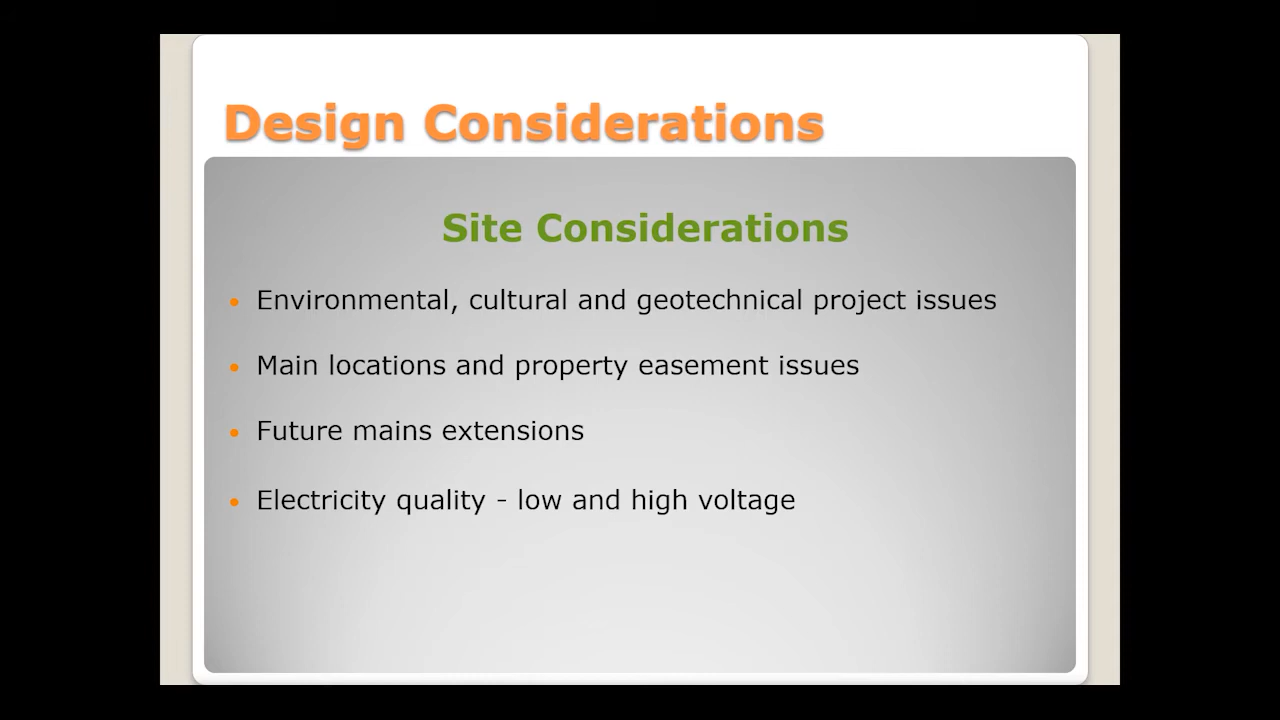 Design Considerations
Site Considerations
• Environmental, cultural and geotechnical project issues
• Main locations and property easement issues
• Future mains extensions
• Electricity quality - low and high voltage